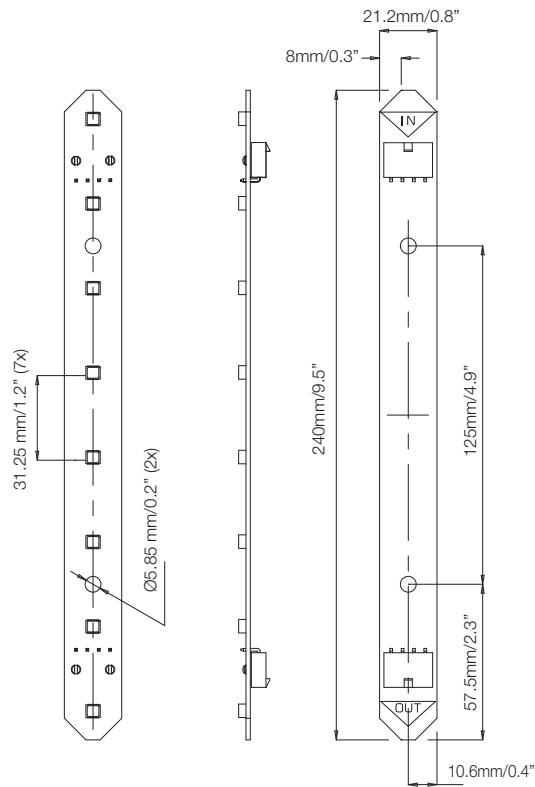 21.2mm/0.8”
8mm/0.3”
IN
31.25 mm/1.2” (7x)
Ø5.85 mm/0.2” (2x)
240mm/9.5”
125mm/4.9”
57.5mm/2.3”
OUT
10.6mm/0.4”